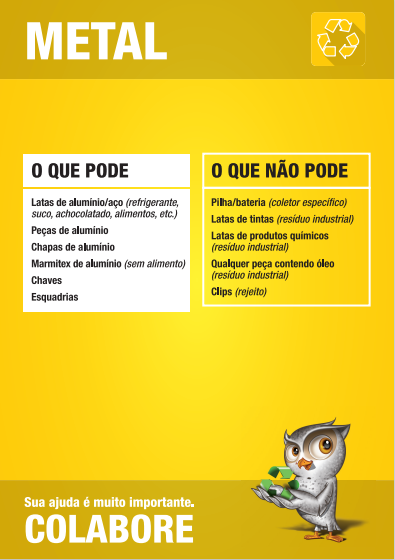 METAL
O QUE PODE
Latas de alumínio/aço (refrigerante,
suco, achocolatado, alimentos, etc.)
Peças de alumínio
Chapas de alumínio
Marmitex de alumínio (sem alimento)
Chaves
Esquadrias
O QUE NÃO PODE
Pilha/bateria (coletor específico)
Latas de tintas (resíduo industrial)
Latas de produtos químicos
(resíduo industrial)
Qualquer peça contendo óleo
(resíduo industrial)
Clips (rejeito)
Sua ajuda é muito importante.
COLABORE